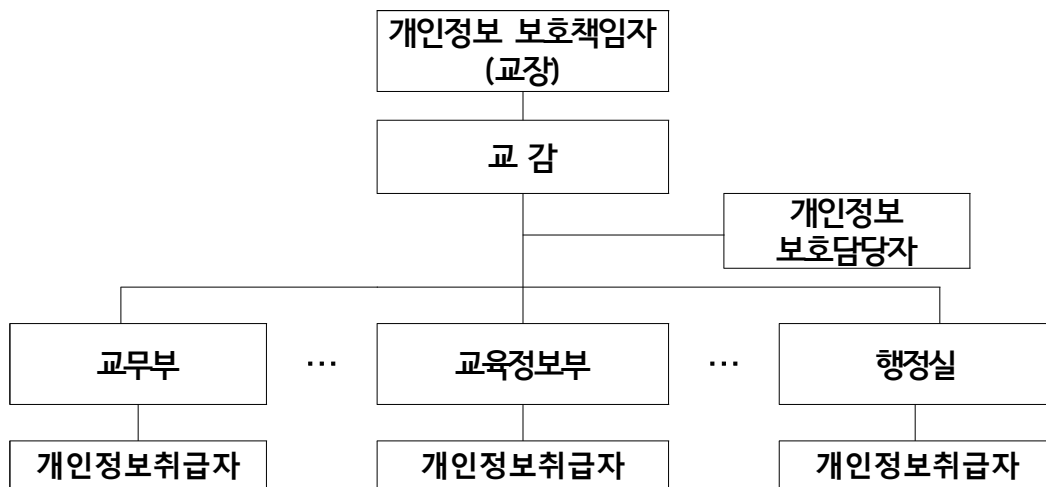 개인정보 보호책임자
(교장)
교 감
개인정보
보호담당자
교무부 ··· 교육정보부 ··· 행정실
개인정보취급자 개인정보취급자 개인정보취급자